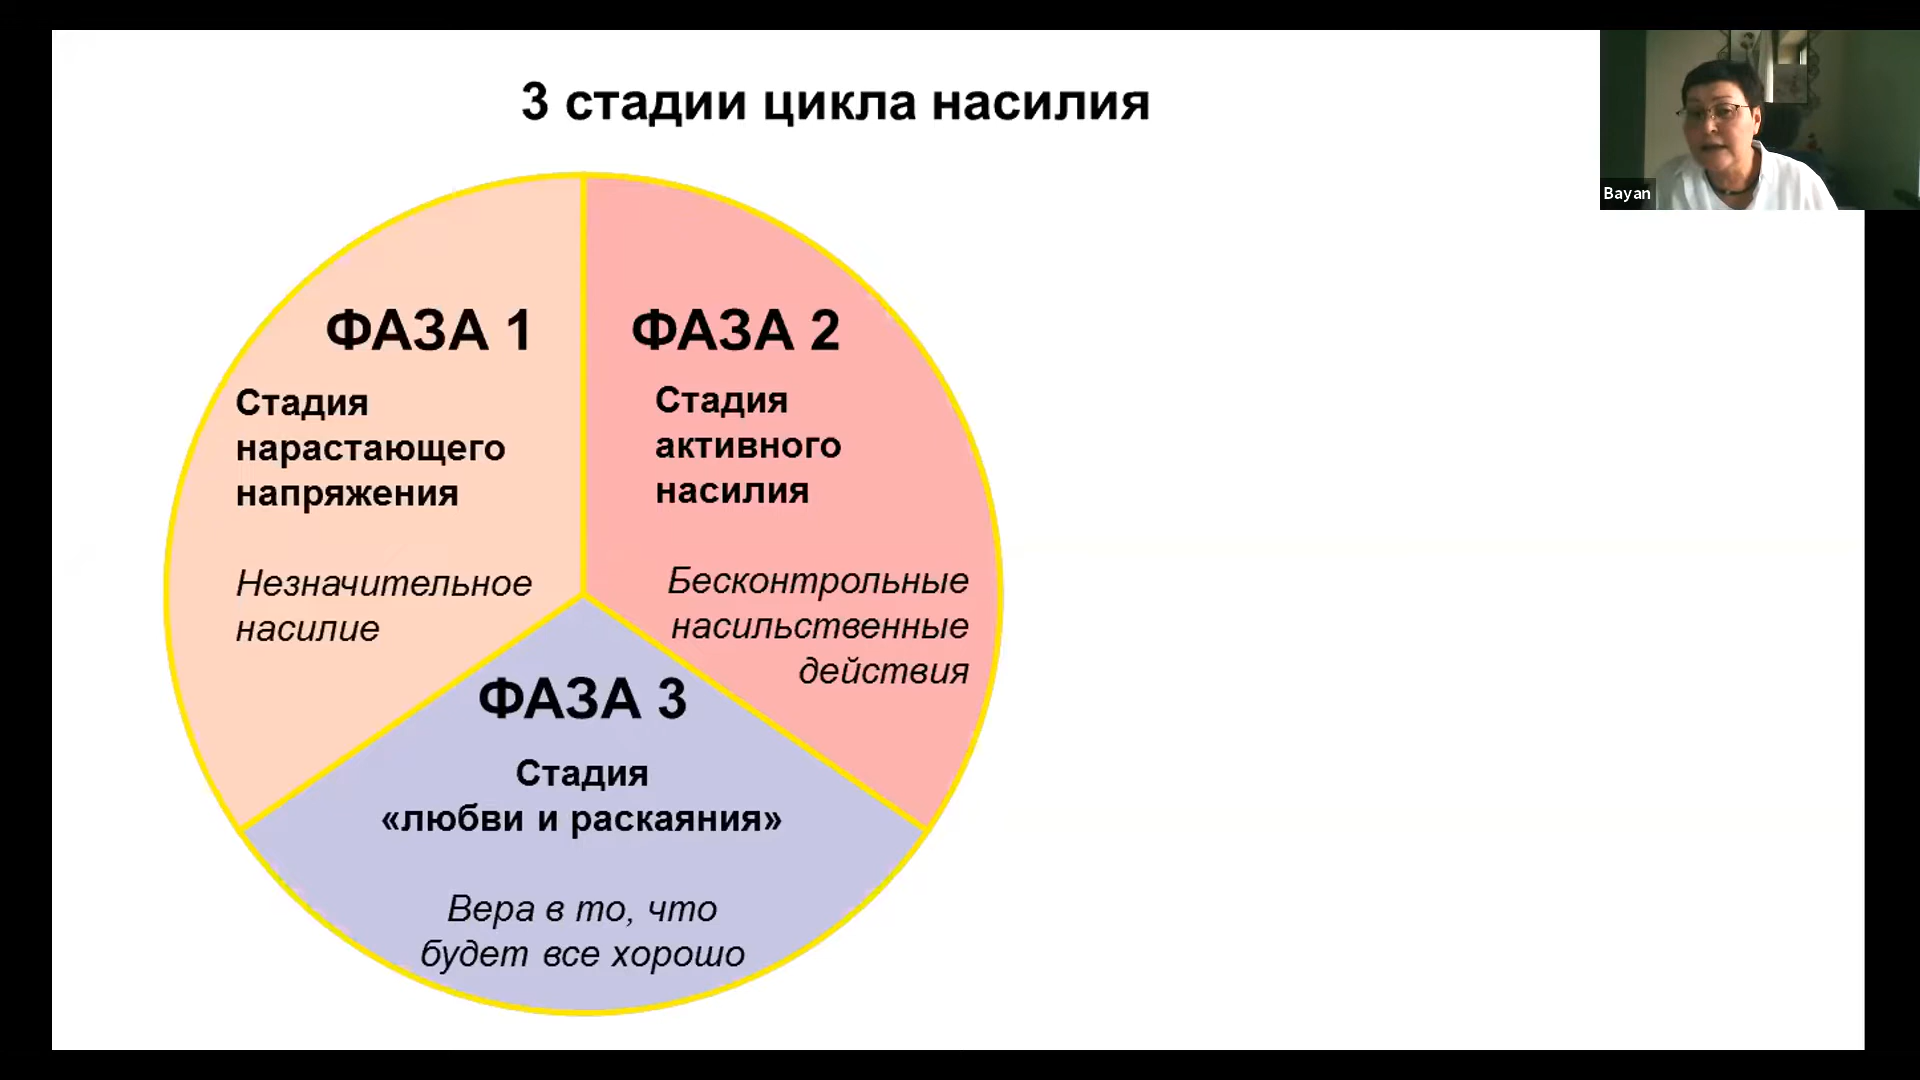 3 стадии цикла насилия
Bayan
ФАЗА 1
Стадия
нарастающего
напряжения
Незначительное
насилие
ФАЗА 2
Стадия
активного
насилия
Бесконтрольные
насильственные
действия
ФАЗА 3
Стадия
«любви и раскаяния»
Вера в то, что
будет все хорошо